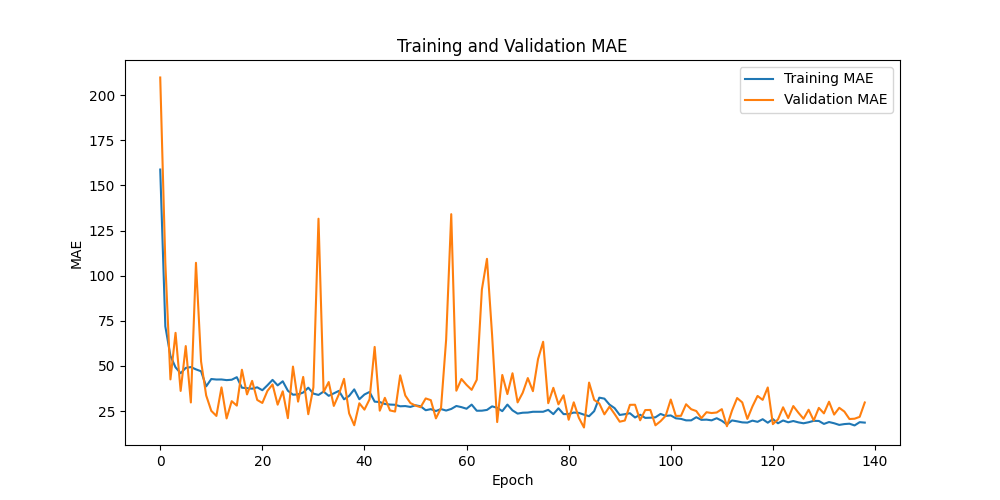 Training and Validation MAE
Training MAE
Validation MAE
200
175
150
125
100
75
50
25
MAE
0 20 40 60 80 100 120 140
Epoch